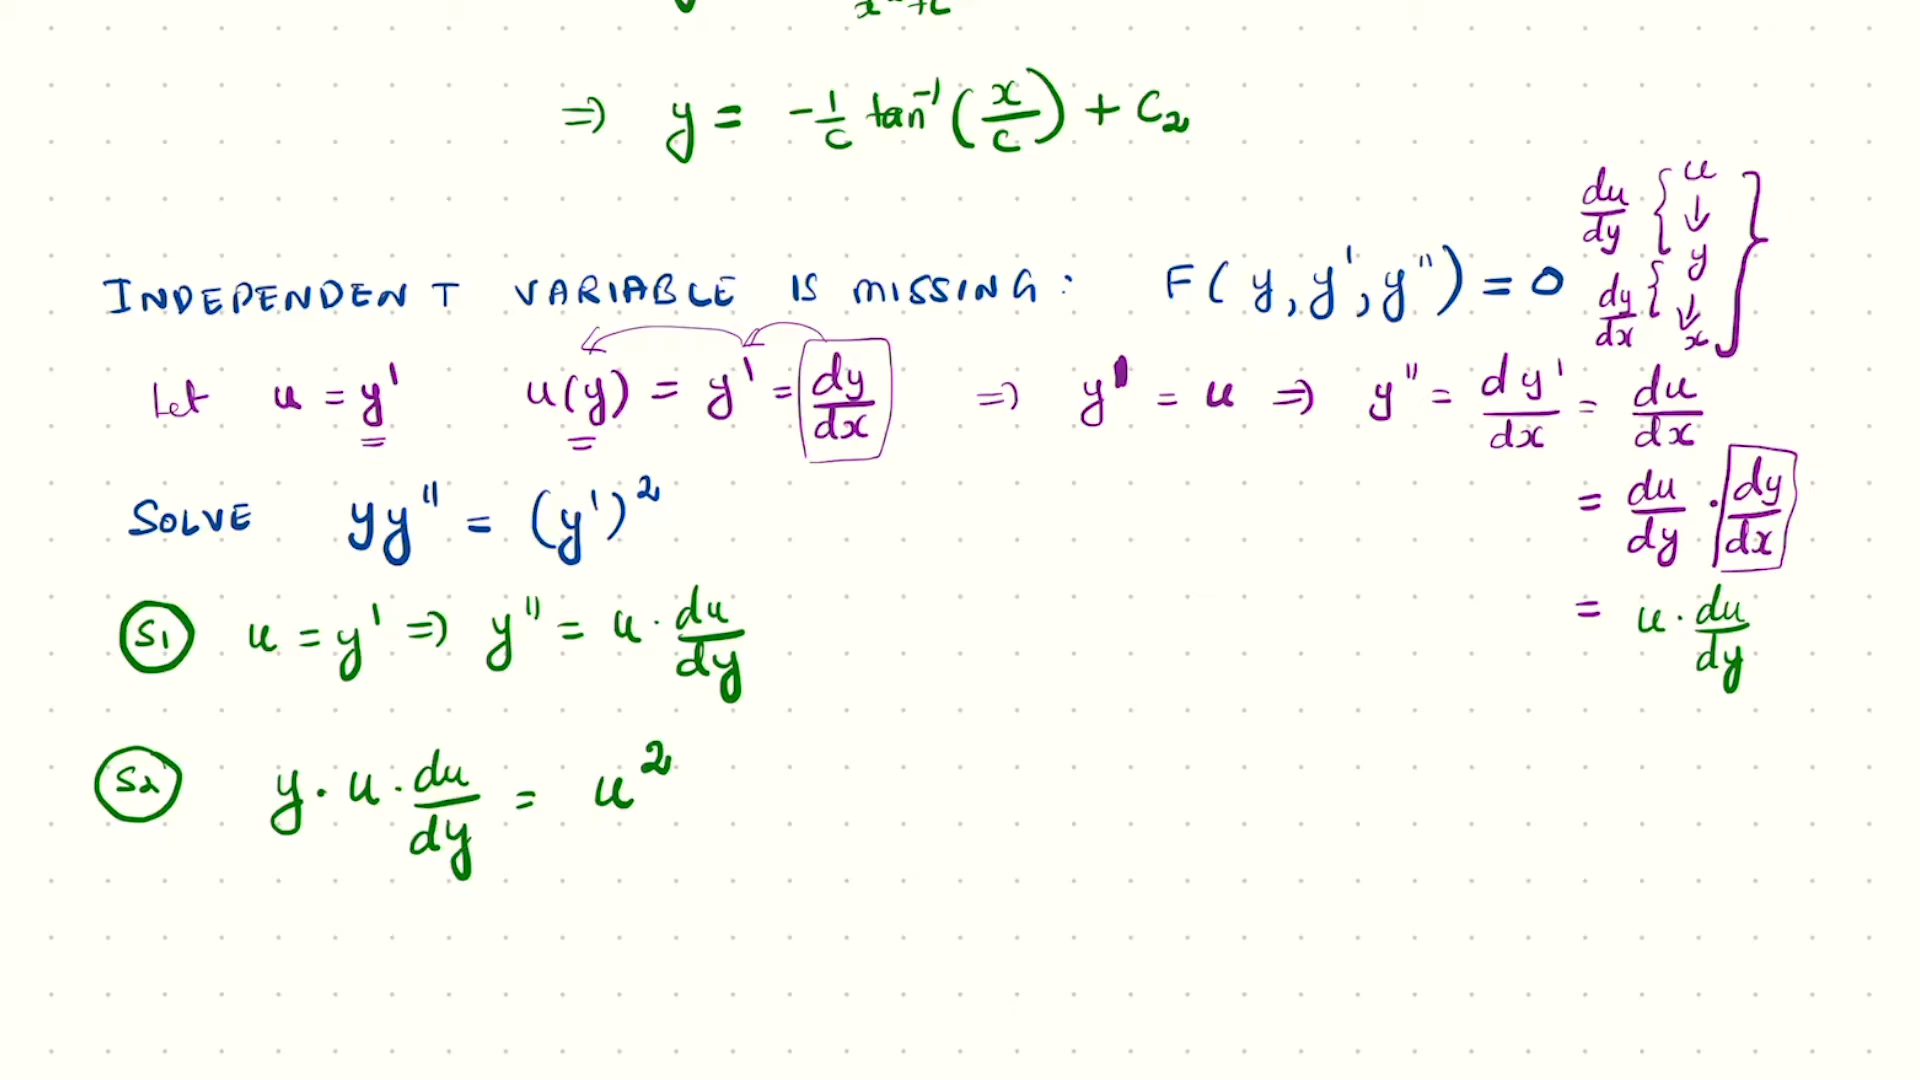 x²+c
⇒ y = -1/c tan⁻¹(x/c) + C₂
INDEPENDENT VARIABLE IS MISSING: F(y, y', y'') = 0
du/dy { u ↓ y
dy/dx { ↓ x }
Let u = y' u(y) = y' = dy/dx ⇒ y' = u ⇒ y'' = dy'/dx = du/dx
= du/dy · dy/dx
= u · du/dy
SOLVE yy'' = (y')²
S1 u = y' ⇒ y'' = u · du/dy
S2 y · u · du/dy = u²